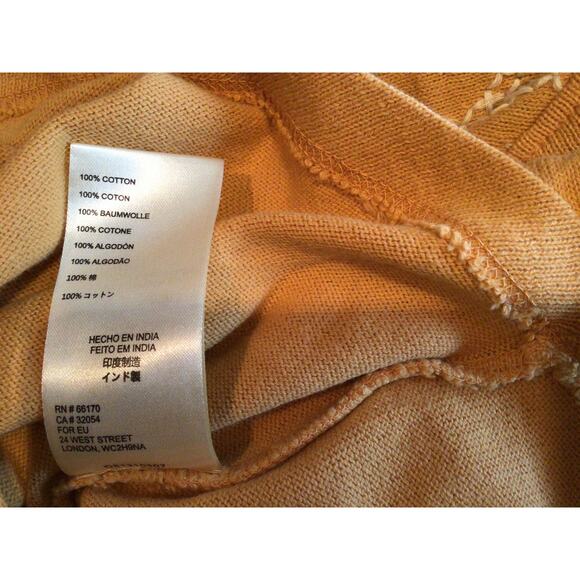 100% COTTON
100% COTON
100% BAUMWOLLE
100% COTONE
100% ALGODÓN
100% ALGODÃO
100% 棉
100% コットン
HECHO EN INDIA
FEITO EM INDIA
印度制造
インド製
RN # 66170
CA # 32054
FOR EU
24 WEST STREET
LONDON, WC2H9NA